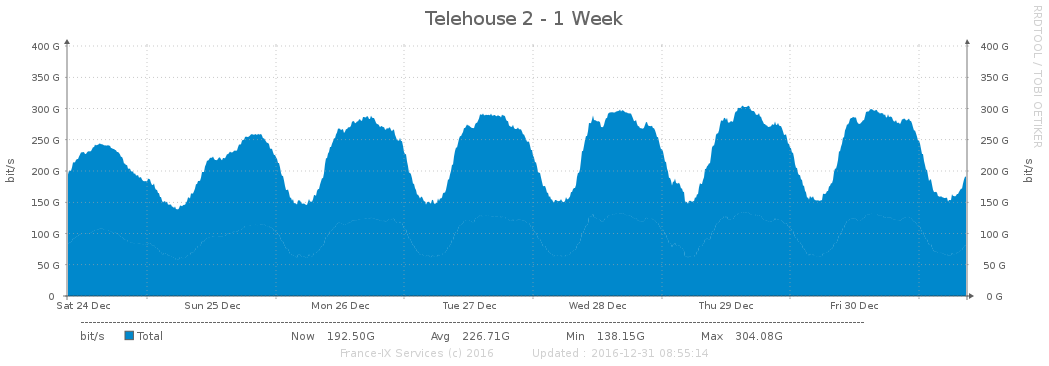 Telehouse 2 - 1 Week
RRDTOOL / TOBI OETIKER
bit/s
bit/s
400 G 400 G
350 G 350 G
300 G 300 G
250 G 250 G
200 G 200 G
150 G 150 G
100 G 100 G
50 G 50 G
0 0 G
Sat 24 Dec Sun 25 Dec Mon 26 Dec Tue 27 Dec Wed 28 Dec Thu 29 Dec Fri 30 Dec
bit/s Total Now 192.50G Avg 226.71G Min 138.15G Max 304.08G
France-IX Services (c) 2016 Updated : 2016-12-31 08:55:14